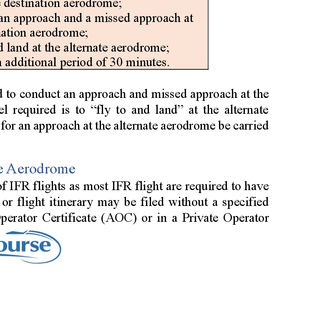 destination aerodrome;
an approach and a missed approach at
nation aerodrome;
d land at the alternate aerodrome;
additional period of 30 minutes.
d to conduct an approach and missed approach at the
el required is to “fly to and land” at the alternate
for an approach at the alternate aerodrome be carried
e Aerodrome
of IFR flights as most IFR flight are required to have
or flight itinerary may be filed without a specified
perator Certificate (AOC) or in a Private Operator
ourse